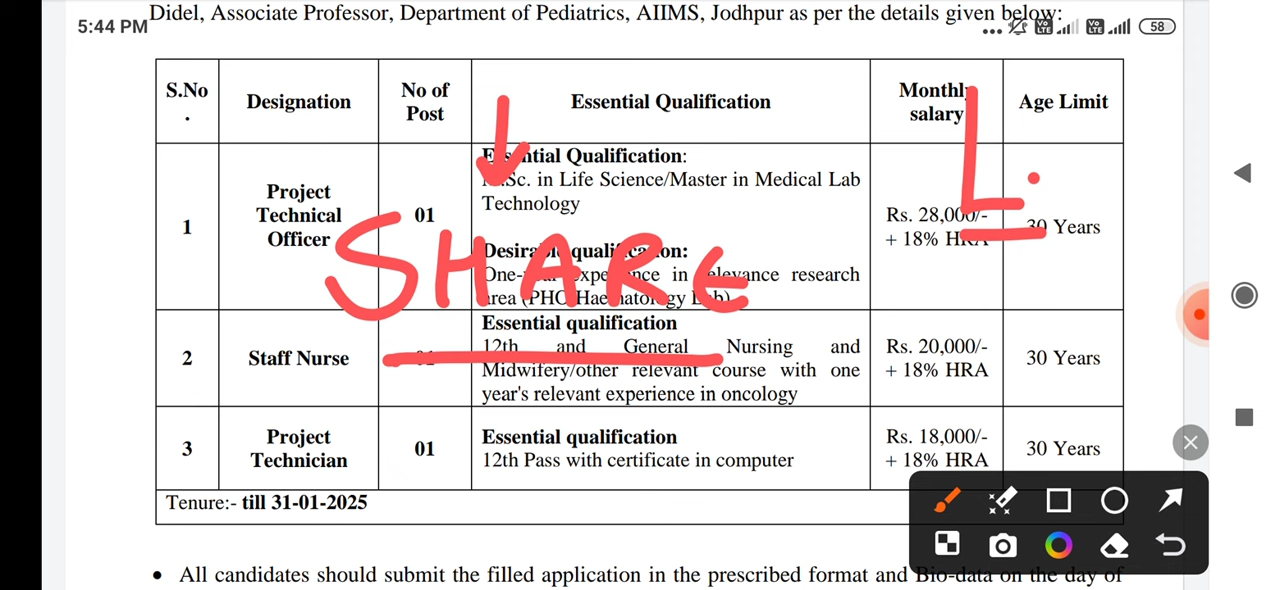 Didel, Associate Professor, Department of Pediatrics, AIIMS, Jodhpur as per the details given below:
5:44 PM
58
S.No.
Designation
No of Post
Essential Qualification
Monthly salary
Age Limit
1
Project Technical Officer
01
Essential Qualification:
M.Sc. in Life Science/Master in Medical Lab
Technology
Desirable qualification:
One-year experience in relevance research
area (PHO Haematology Lab)
Rs. 28,000/-
+ 18% HRA
30 Years
SHARE
L
2
Staff Nurse
01
Essential qualification
12th and General Nursing and
Midwifery/other relevant course with one
year's relevant experience in oncology
Rs. 20,000/-
+ 18% HRA
30 Years
3
Project Technician
01
Essential qualification
12th Pass with certificate in computer
Rs. 18,000/-
+ 18% HRA
30 Years
Tenure:- till 31-01-2025
• All candidates should submit the filled application in the prescribed format and Bio-data on the day of